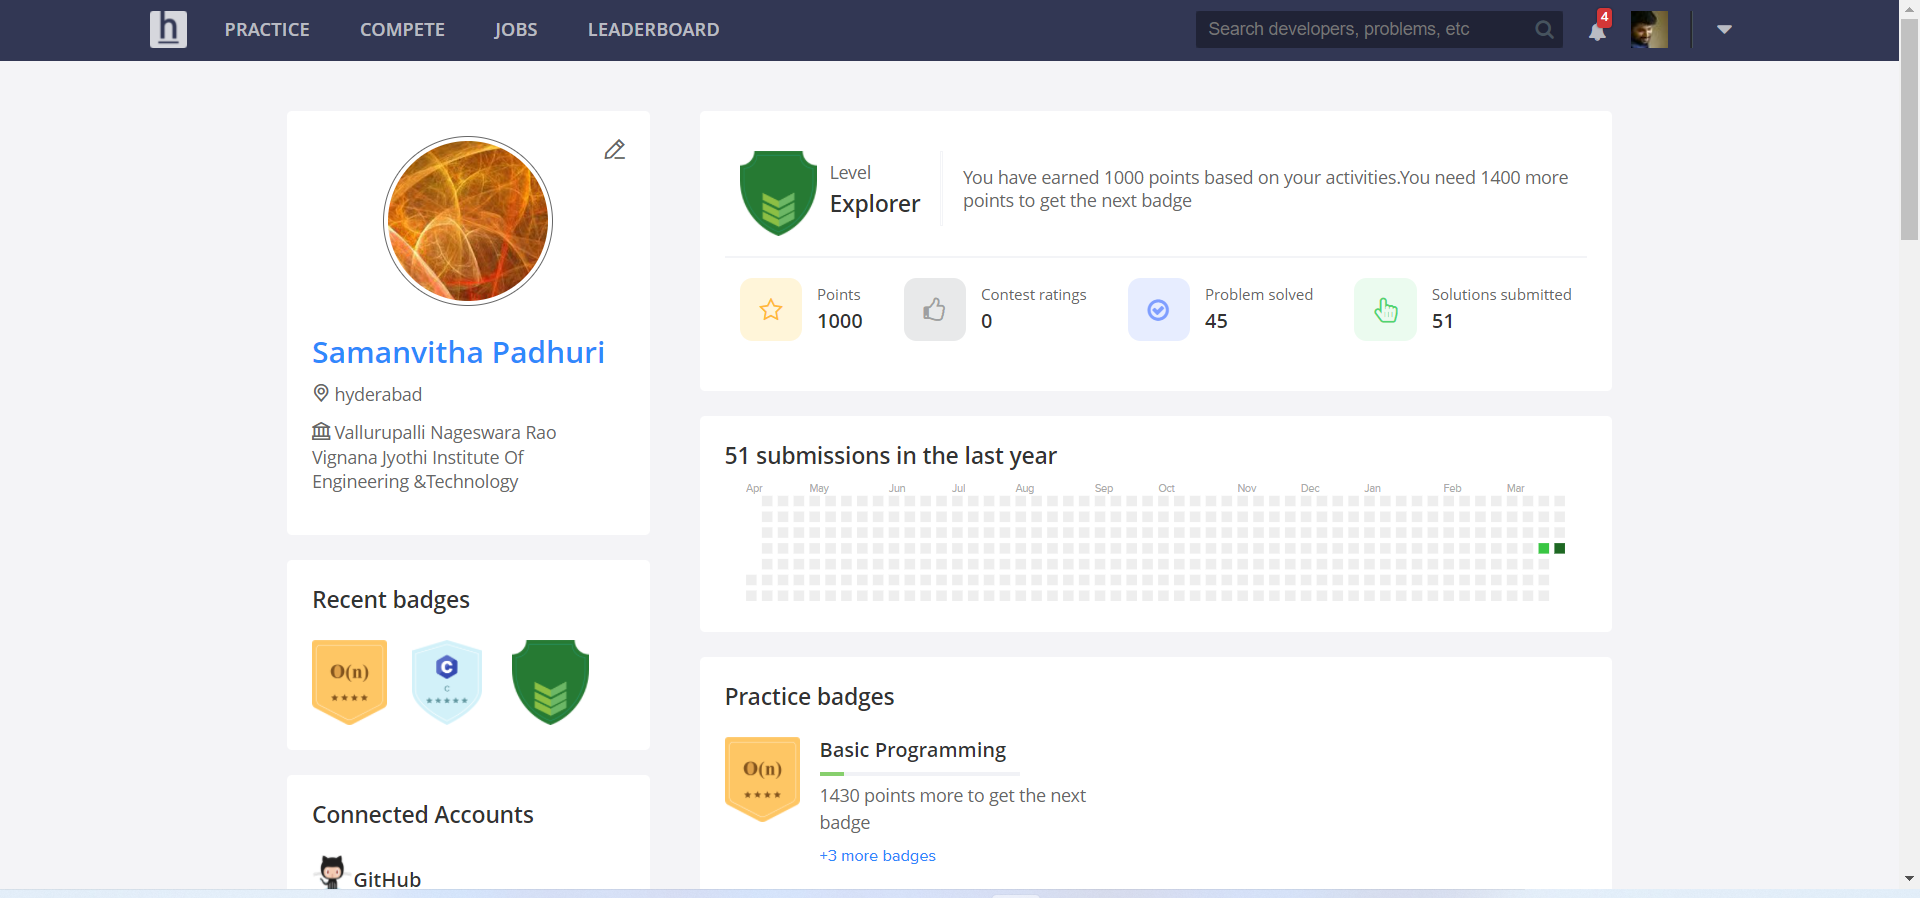 h PRACTICE COMPETE JOBS LEADERBOARD Search developers, problems, etc 4
Samanvitha Padhuri
hyderabad
Vallurupalli Nageswara Rao
Vignana Jyothi Institute Of
Engineering &Technology
Recent badges
O(n)
C
C
Connected Accounts
GitHub
Level
Explorer
You have earned 1000 points based on your activities.You need 1400 more
points to get the next badge
Points
1000
Contest ratings
0
Problem solved
45
Solutions submitted
51
51 submissions in the last year
Apr May Jun Jul Aug Sep Oct Nov Dec Jan Feb Mar
Practice badges
O(n)
Basic Programming
1430 points more to get the next
badge
+3 more badges